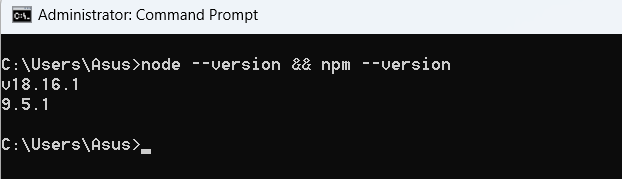 Administrator: Command Prompt
C:\Users\Asus>node --version && npm --version
v18.16.1
9.5.1
C:\Users\Asus>